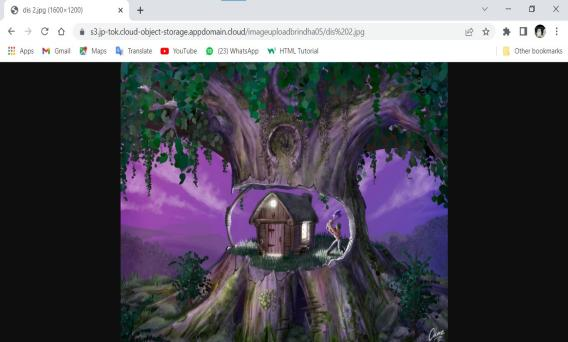 dis 2.jpg (1600×1200)
s3.jp-tok.cloud-object-storage.appdomain.cloud/imageuploadbrindha05/dis%202.jpg
Apps M Gmail Maps Translate YouTube (23) WhatsApp HTML Tutorial Other bookmarks